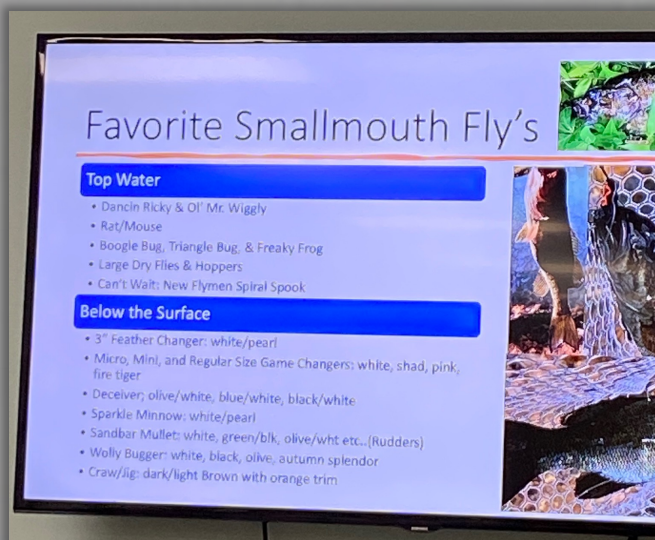 Favorite Smallmouth Fly's
Top Water
• Dancin Ricky & Ol' Mr. Wiggly
• Rat/Mouse
• Boogle Bug, Triangle Bug, & Freaky Frog
• Large Dry Flies & Hoppers
• Can't Wait: New Flymen Spiral Spook
Below the Surface
• 3" Feather Changer: white/pearl
• Micro, Mini, and Regular Size Game Changers: white, shad, pink,
fire tiger
• Deceiver; olive/white, blue/white, black/white
• Sparkle Minnow: white/pearl
• Sandbar Mullet: white, green/blk, olive/wht etc..(Rudders)
• Wolly Bugger: white, black, olive, autumn splendor
• Craw/Jig: dark/light Brown with orange trim